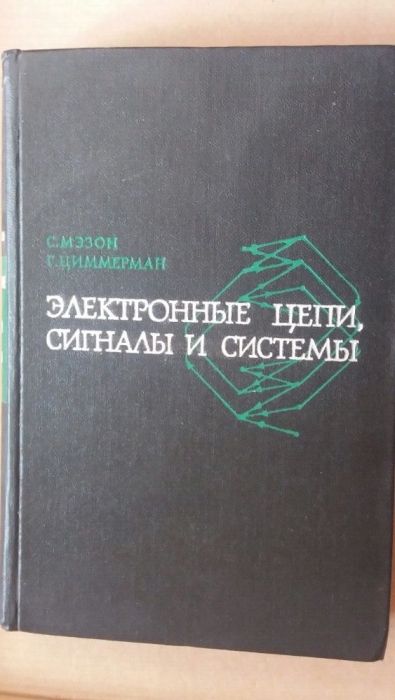 С. МЭЗОН
Г. ЦИММЕРМАН
ЭЛЕКТРОННЫЕ ЦЕПИ,
СИГНАЛЫ И СИСТЕМЫ